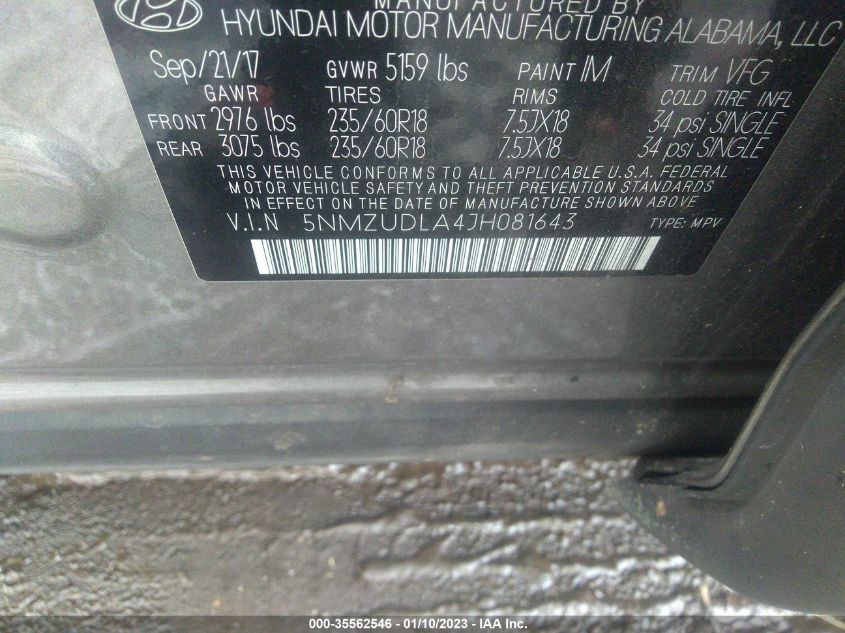 MANUFACTURED BY
HYUNDAI MOTOR MANUFACTURING ALABAMA, LLC
Sep/21/17 GVWR 5159 lbs PAINT IM TRIM VFG
GAWR TIRES RIMS COLD TIRE INFL
FRONT 2976 lbs 235/60R18 7.5JX18 34 psi SINGLE
REAR 3075 lbs 235/60R18 7.5JX18 34 psi SINGLE
THIS VEHICLE CONFORMS TO ALL APPLICABLE U.S.A. FEDERAL
MOTOR VEHICLE SAFETY AND THEFT PREVENTION STANDARDS
IN EFFECT ON THE DATE OF MANUFACTURE SHOWN ABOVE
V.I.N 5NMZUDLA4JH081643 TYPE: MPV
000-35562546 - 01/10/2023 - IAA Inc.